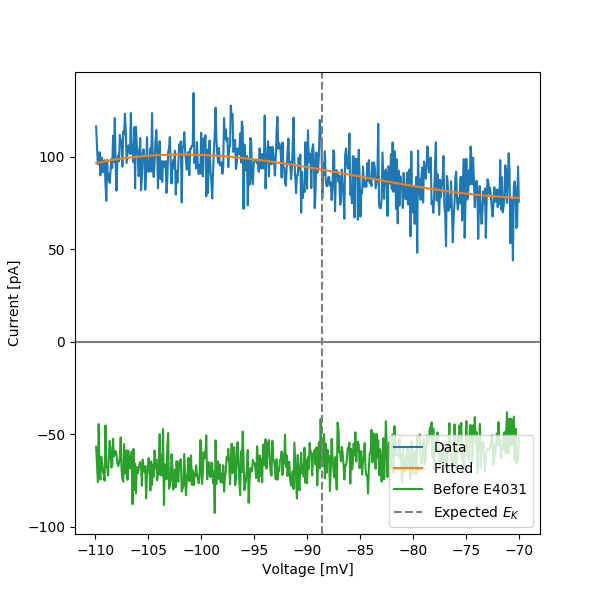 Current [pA]
100
50
0
−50
−100
Data
Fitted
Before E4031
Expected E_K
−110
−105
−100
−95
−90
−85
−80
−75
−70
Voltage [mV]